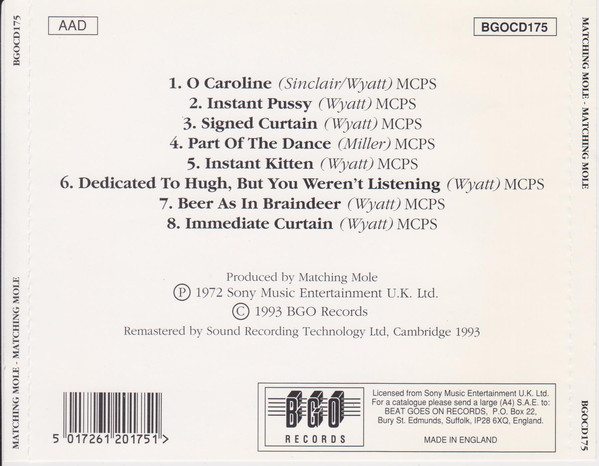 AAD
BGOCD175
1. O Caroline (Sinclair/Wyatt) MCPS
2. Instant Pussy (Wyatt) MCPS
3. Signed Curtain (Wyatt) MCPS
4. Part Of The Dance (Miller) MCPS
5. Instant Kitten (Wyatt) MCPS
6. Dedicated To Hugh, But You Weren't Listening (Wyatt) MCPS
7. Beer As In Braindeer (Wyatt) MCPS
8. Immediate Curtain (Wyatt) MCPS
Produced by Matching Mole
Ⓟ 1972 Sony Music Entertainment U.K. Ltd.
© 1993 BGO Records
Remastered by Sound Recording Technology Ltd, Cambridge 1993
5 017261 201751>
BGO
RECORDS
Licensed from Sony Music Entertainment U.K. Ltd.
For a catalogue please send a large (A4) S.A.E. to:
BEAT GOES ON RECORDS, P.O. Box 22,
Bury St. Edmunds, Suffolk, IP28 6XQ, England.
MADE IN ENGLAND
BGOCD175
MATCHING MOLE - MATCHING MOLE
MATCHING MOLE - MATCHING MOLE
BGOCD175